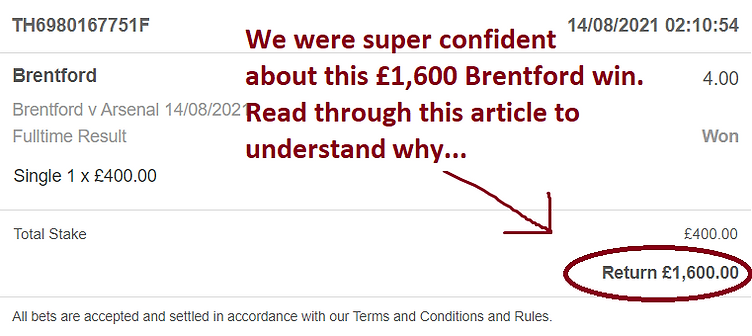 TH6980167751F
14/08/2021 02:10:54
We were super confident
about this £1,600 Brentford win.
Read through this article to
understand why...
Brentford
4.00
Brentford v Arsenal 14/08/2021
Fulltime Result
Won
Single 1 x £400.00
Total Stake
£400.00
Return £1,600.00
All bets are accepted and settled in accordance with our Terms and Conditions and Rules.